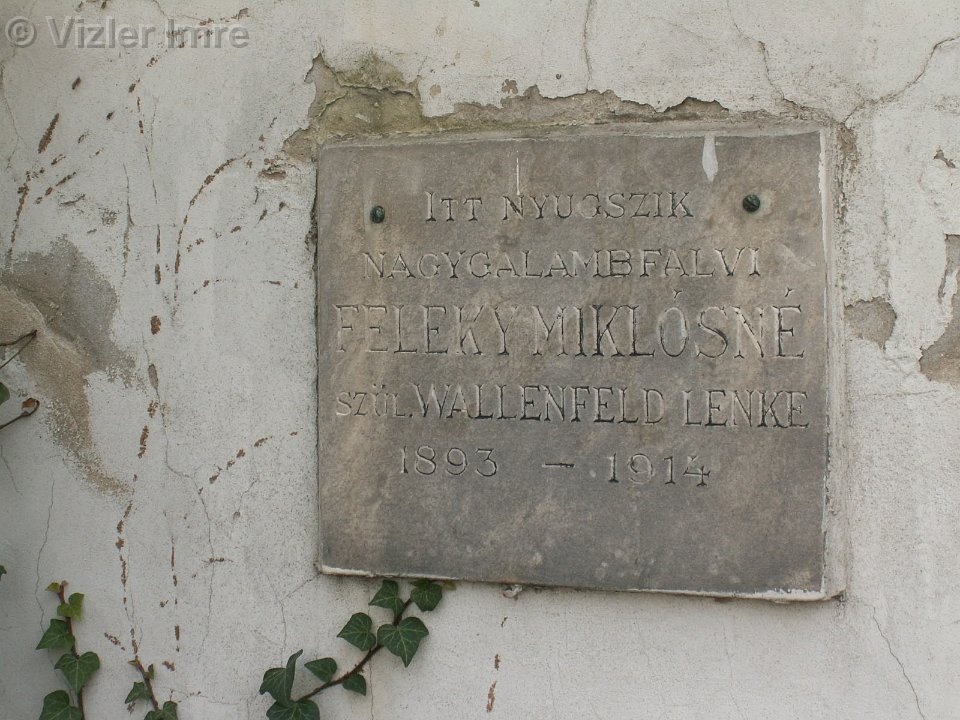 © Vizler Imre
ITT NYUGSZIK
NAGYGALAMBFALVI
FELEKY MIKLÓSNÉ
SZÜL. WALLENFELD LENKE
1893 – 1914